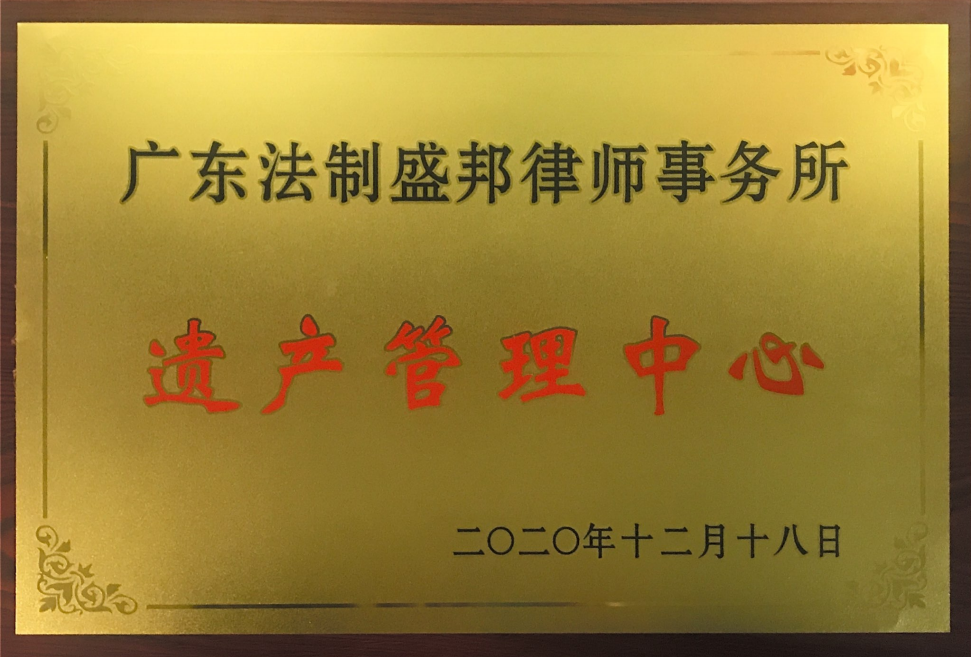 广东法制盛邦律师事务所
遗产管理中心
二〇二〇年十二月十八日